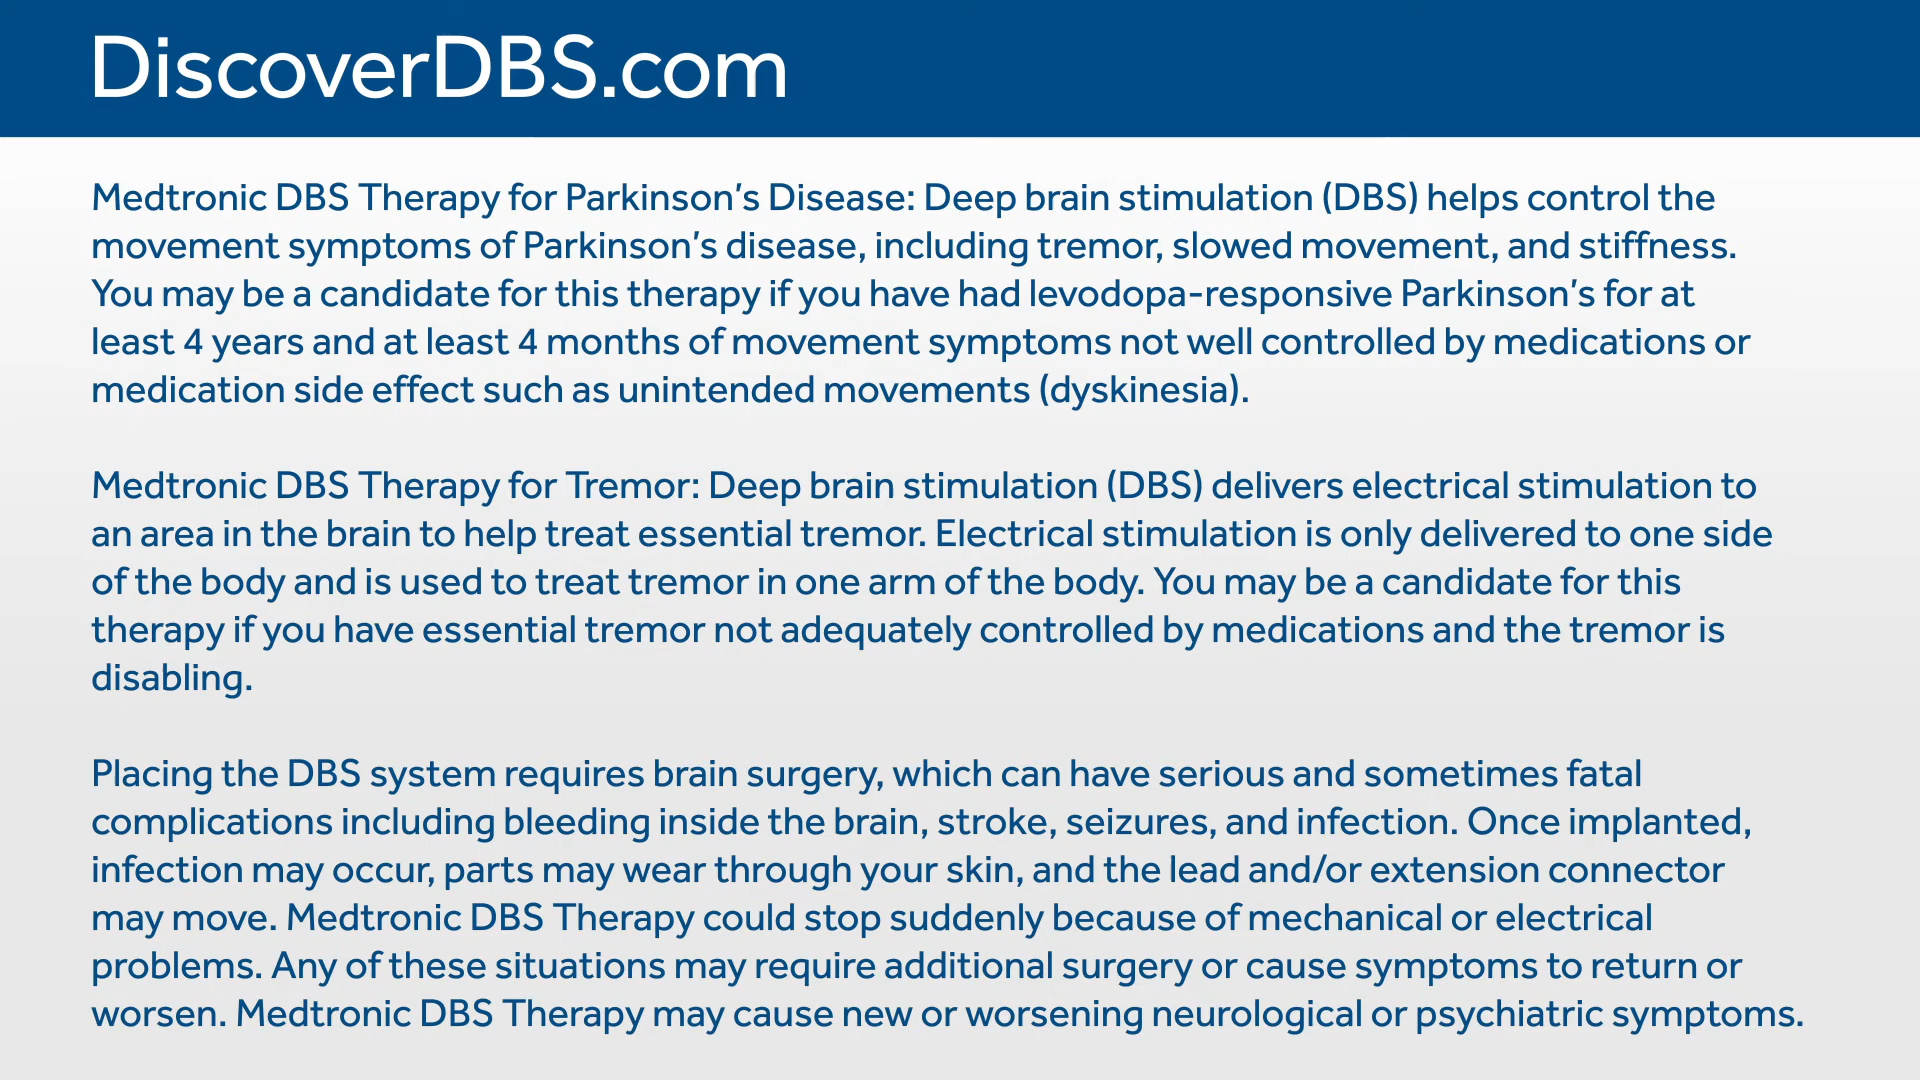 DiscoverDBS.com
Medtronic DBS Therapy for Parkinson’s Disease: Deep brain stimulation (DBS) helps control the
movement symptoms of Parkinson’s disease, including tremor, slowed movement, and stiffness.
You may be a candidate for this therapy if you have had levodopa-responsive Parkinson’s for at
least 4 years and at least 4 months of movement symptoms not well controlled by medications or
medication side effect such as unintended movements (dyskinesia).
Medtronic DBS Therapy for Tremor: Deep brain stimulation (DBS) delivers electrical stimulation to
an area in the brain to help treat essential tremor. Electrical stimulation is only delivered to one side
of the body and is used to treat tremor in one arm of the body. You may be a candidate for this
therapy if you have essential tremor not adequately controlled by medications and the tremor is
disabling.
Placing the DBS system requires brain surgery, which can have serious and sometimes fatal
complications including bleeding inside the brain, stroke, seizures, and infection. Once implanted,
infection may occur, parts may wear through your skin, and the lead and/or extension connector
may move. Medtronic DBS Therapy could stop suddenly because of mechanical or electrical
problems. Any of these situations may require additional surgery or cause symptoms to return or
worsen. Medtronic DBS Therapy may cause new or worsening neurological or psychiatric symptoms.